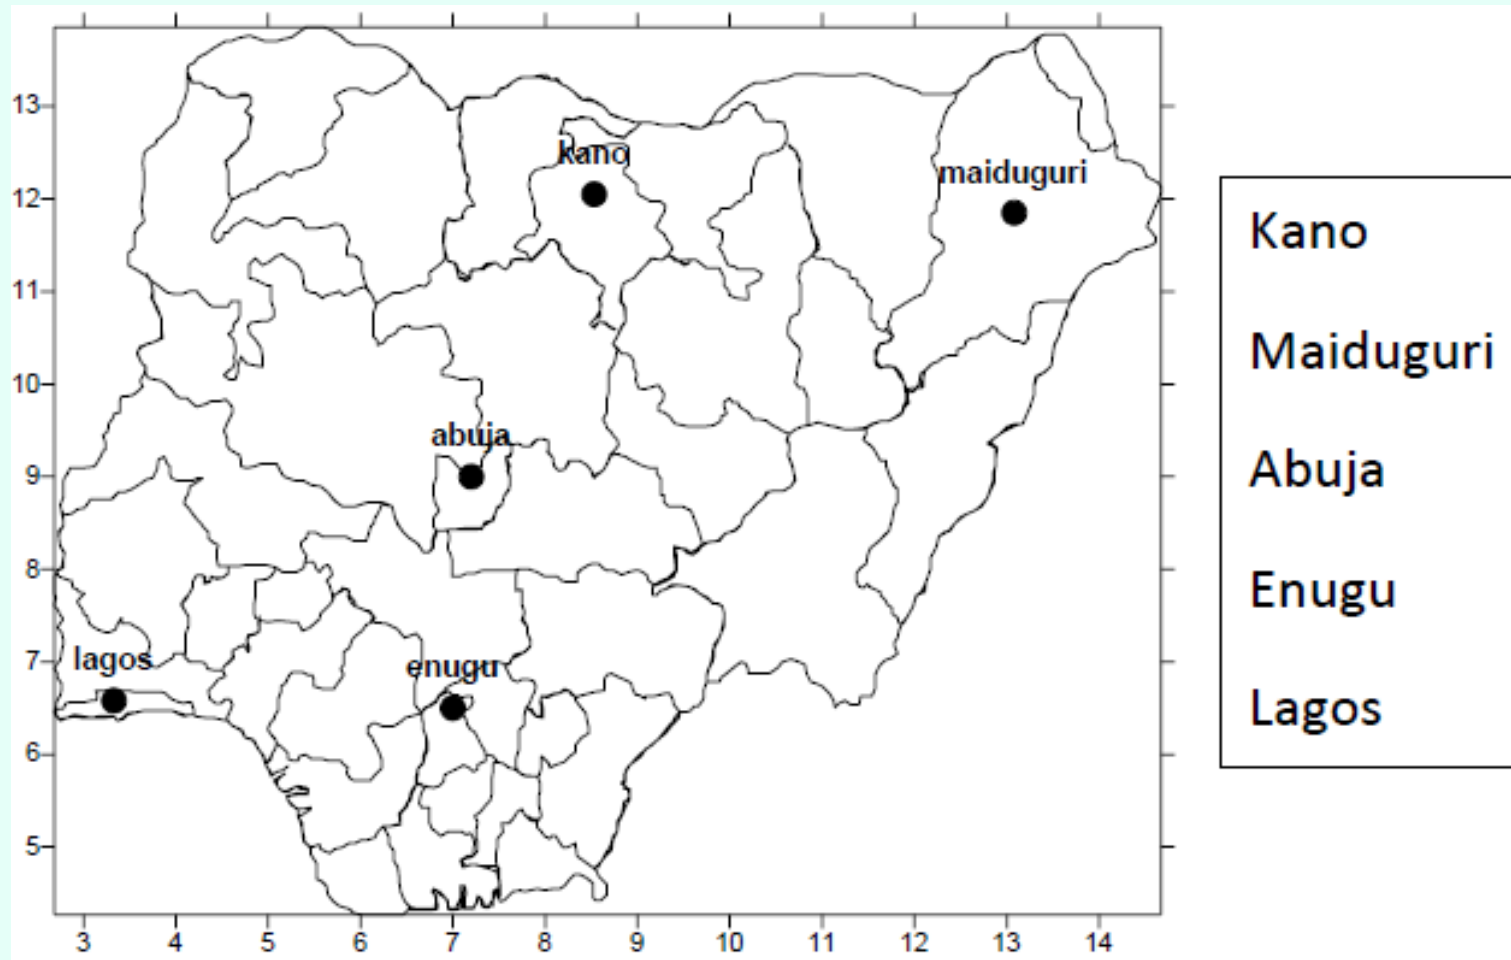 13
12
11
10
9
8
7
6
5
kano
maiduguri
abuja
lagos
enugu
3 4 5 6 7 8 9 10 11 12 13 14
Kano
Maiduguri
Abuja
Enugu
Lagos